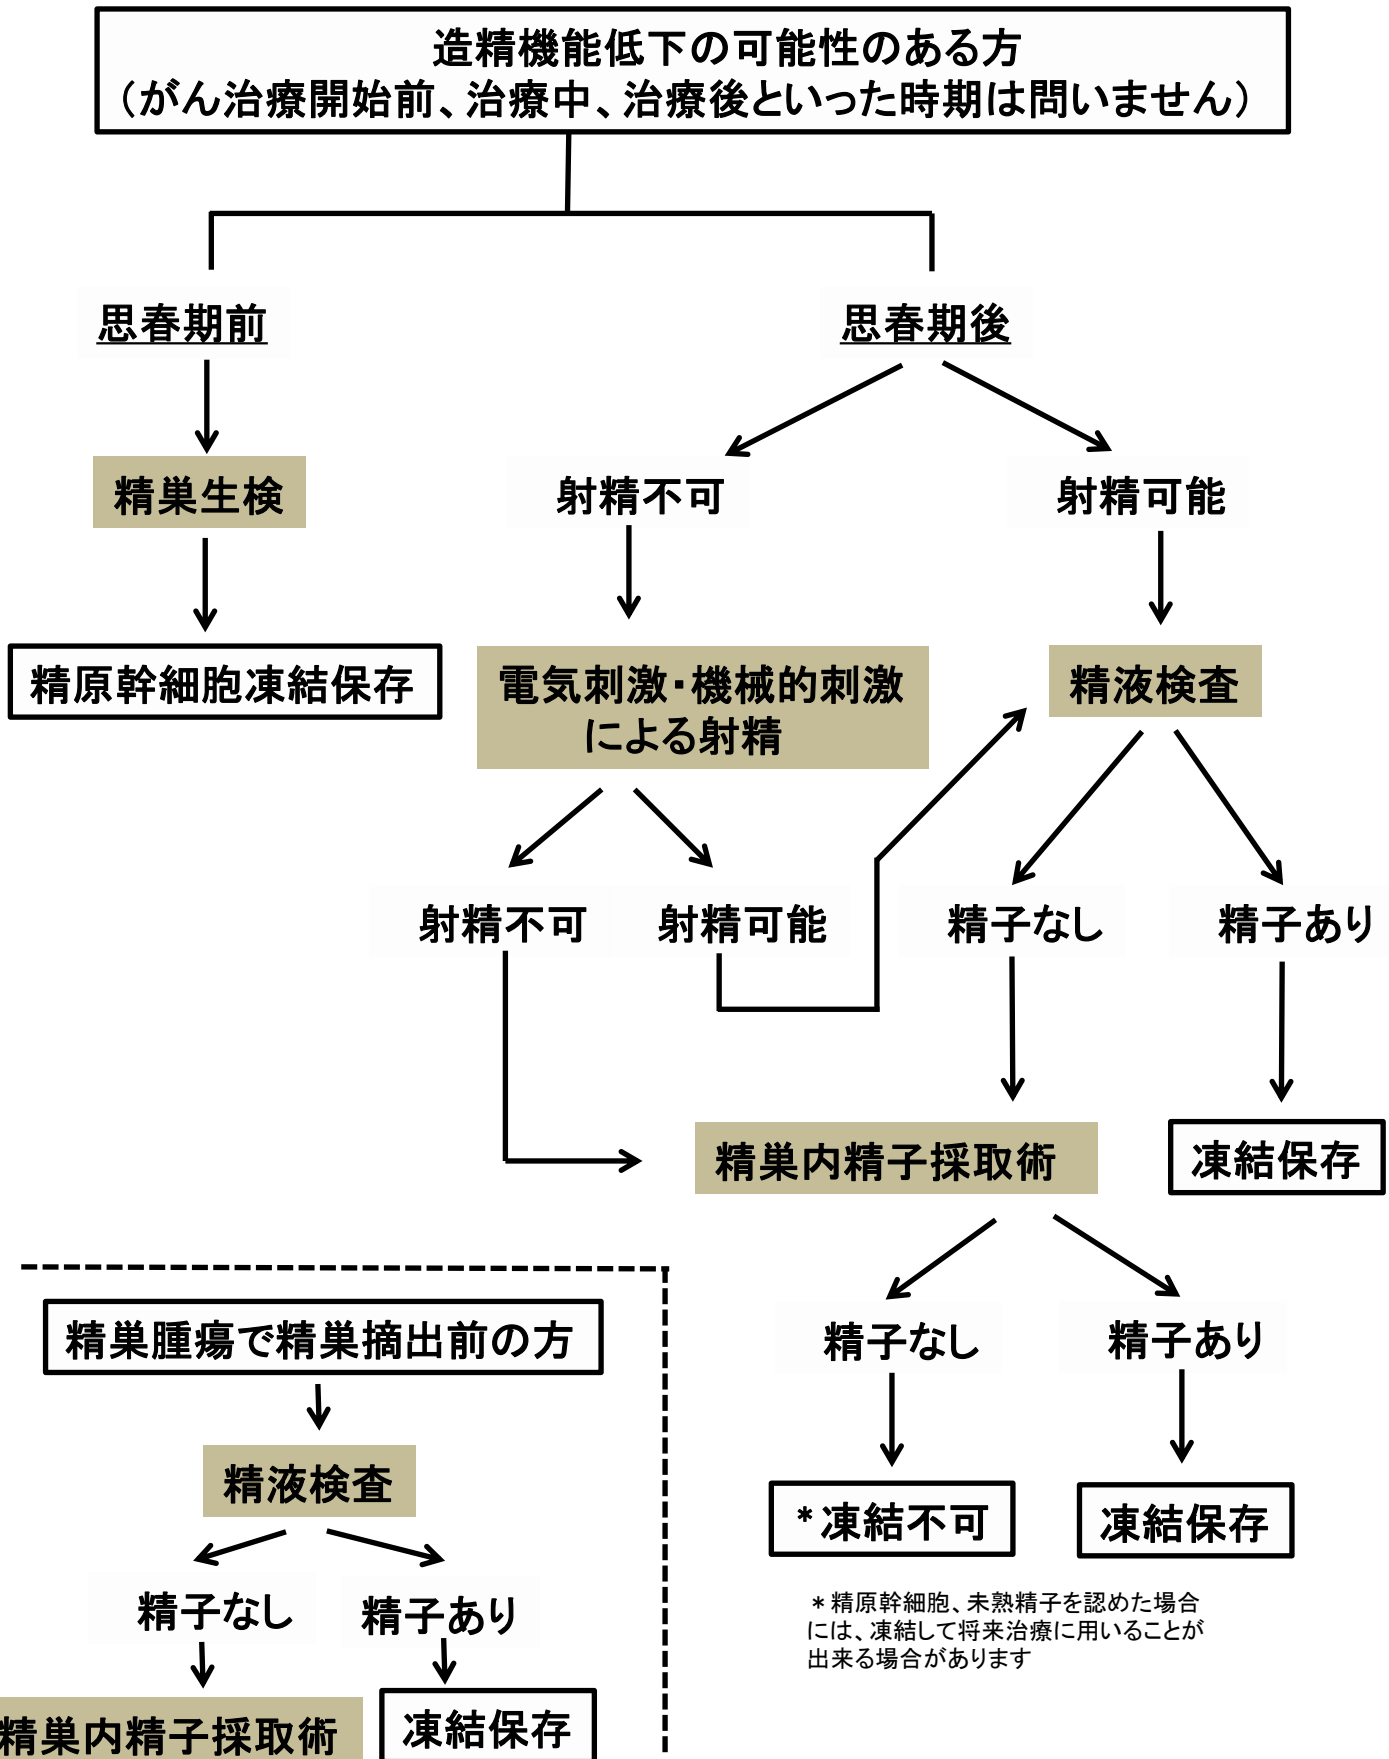 造精機能低下の可能性のある方
（がん治療開始前、治療中、治療後といった時期は問いません）
思春期前
思春期後
精巣生検
射精不可
射精可能
精原幹細胞凍結保存
電気刺激・機械的刺激
による射精
精液検査
射精不可
射精可能
精子なし
精子あり
精巣内精子採取術
凍結保存
精子なし
精子あり
*凍結不可
凍結保存
*精原幹細胞、未熟精子を認めた場合
には、凍結して将来治療に用いることが
出来る場合があります
精巣腫瘍で精巣摘出前の方
精液検査
精子なし
精子あり
精巣内精子採取術
凍結保存